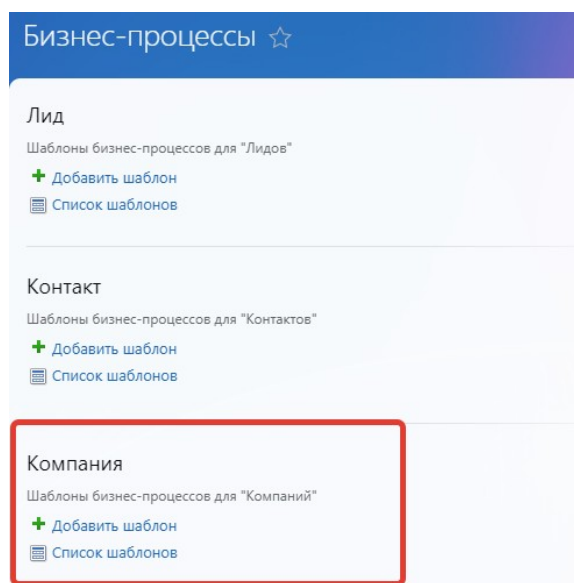 Бизнес-процессы
Лид
Шаблоны бизнес-процессов для "Лидов"
Добавить шаблон
Список шаблонов
Контакт
Шаблоны бизнес-процессов для "Контактов"
Добавить шаблон
Список шаблонов
Компания
Шаблоны бизнес-процессов для "Компаний"
Добавить шаблон
Список шаблонов